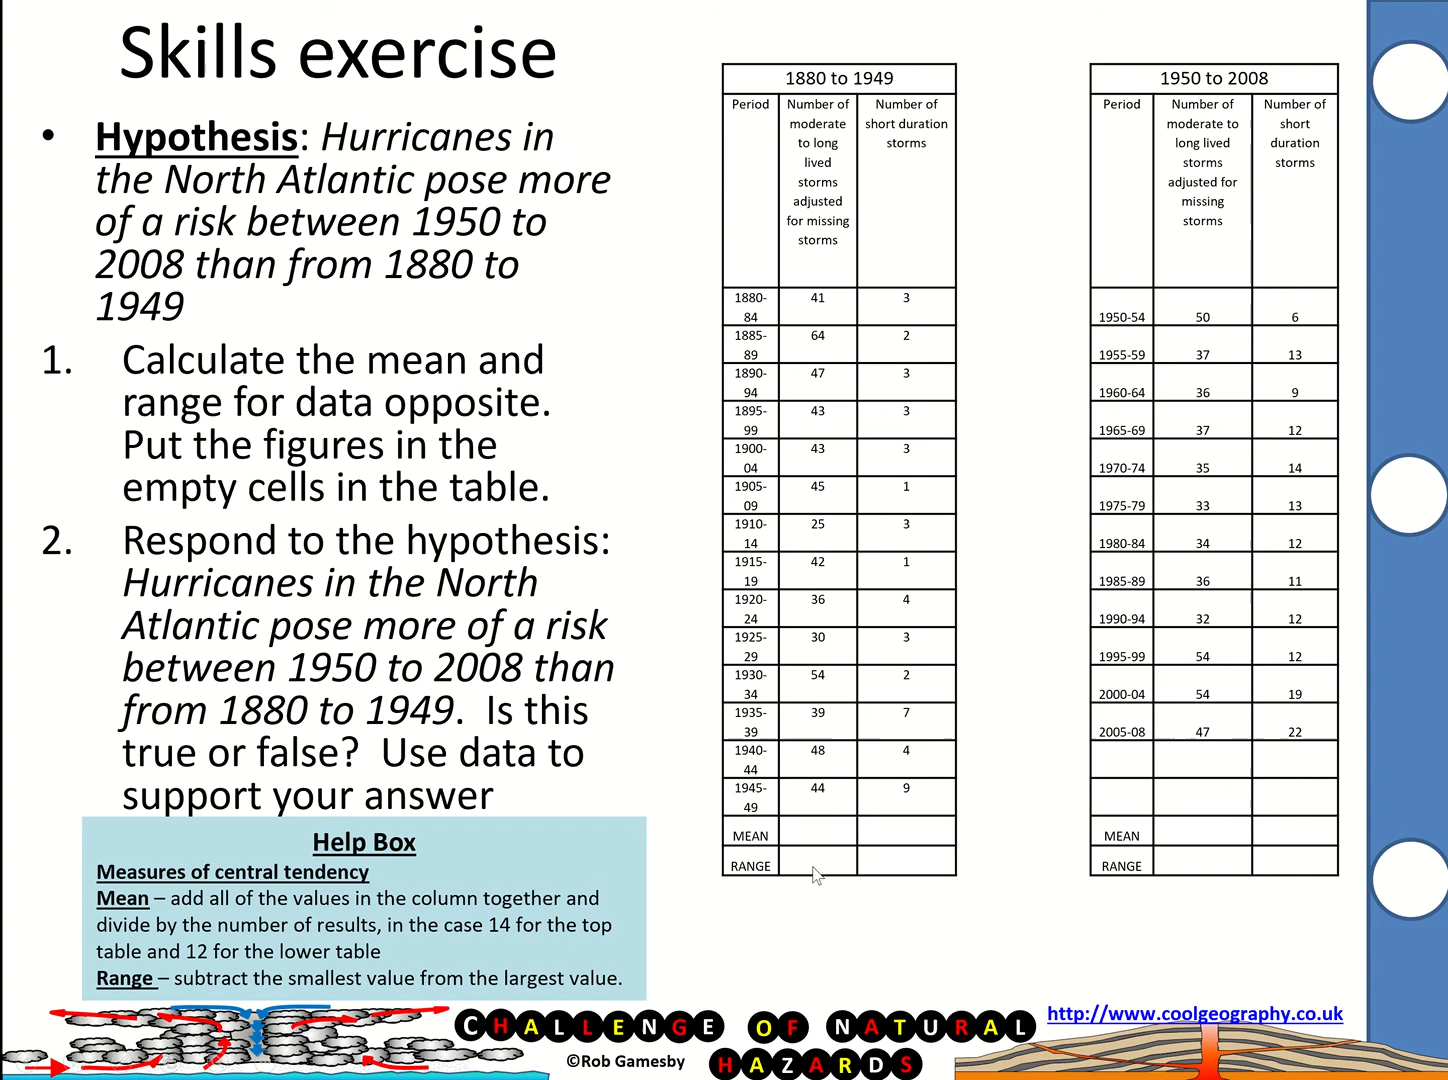 Skills exercise
• Hypothesis: Hurricanes in
the North Atlantic pose more
of a risk between 1950 to
2008 than from 1880 to
1949
1. Calculate the mean and
range for data opposite.
Put the figures in the
empty cells in the table.
2. Respond to the hypothesis:
Hurricanes in the North
Atlantic pose more of a risk
between 1950 to 2008 than
from 1880 to 1949. Is this
true or false? Use data to
support your answer
Help Box
Measures of central tendency
Mean – add all of the values in the column together and
divide by the number of results, in the case 14 for the top
table and 12 for the lower table
Range – subtract the smallest value from the largest value.
1880 to 1949
Period Number of Number of
moderate short duration
to long storms
lived
storms
adjusted
for missing
storms
1880- 41 3
84
1885- 64 2
89
1890- 47 3
94
1895- 43 3
99
1900- 43 3
04
1905- 45 1
09
1910- 25 3
14
1915- 42 1
19
1920- 36 4
24
1925- 30 3
29
1930- 54 2
34
1935- 39 7
39
1940- 48 4
44
1945- 44 9
49
MEAN
RANGE
1950 to 2008
Period Number of Number of
moderate to short
long lived duration
storms storms
adjusted for
missing
storms
1950-54 50 6
1955-59 37 13
1960-64 36 9
1965-69 37 12
1970-74 35 14
1975-79 33 13
1980-84 34 12
1985-89 36 11
1990-94 32 12
1995-99 54 12
2000-04 54 19
2005-08 47 22
MEAN
RANGE
CHALLENGE OF NATURAL
HAZARDS
©Rob Gamesby
http://www.coolgeography.co.uk